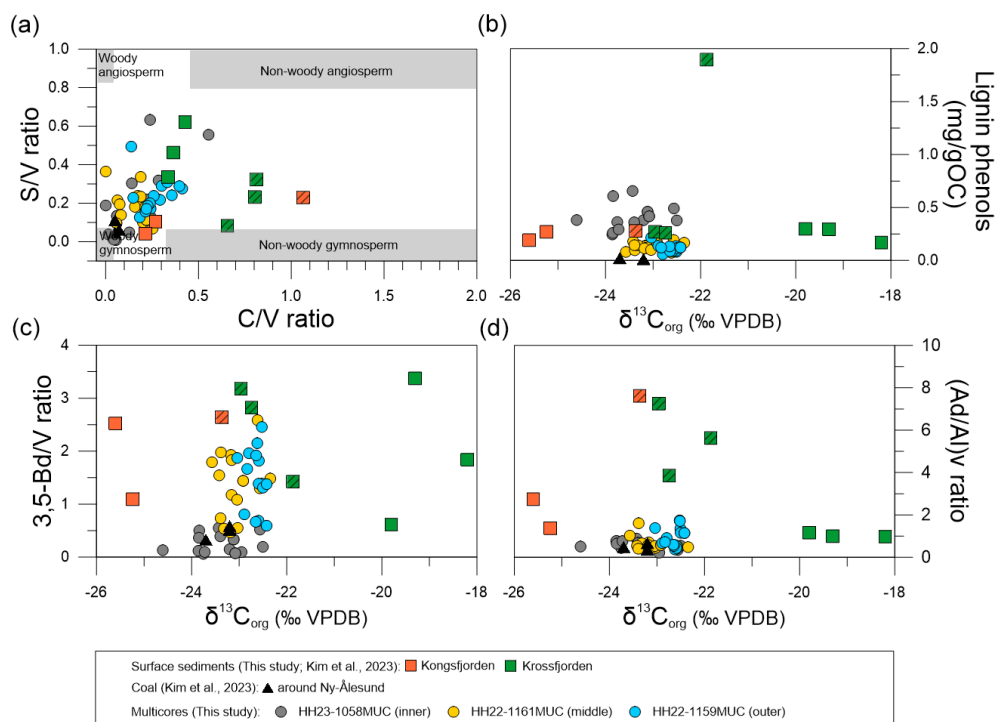 (a)
Woody
angiosperm
Non-woody angiosperm
Woody
gymnosperm
Non-woody gymnosperm
1.0
0.8
0.6
0.4
0.2
0.0
S/V ratio
0.0
0.5
1.0
1.5
2.0
C/V ratio
(b)
2.0
1.5
1.0
0.5
0.0
Lignin phenols
(mg/gOC)
-26
-24
-22
-20
-18
δ¹³Corg (‰ VPDB)
(c)
4
3
2
1
0
3,5-Bd/V ratio
-26
-24
-22
-20
-18
δ¹³Corg (‰ VPDB)
(d)
10
8
6
4
2
0
(Ad/Al)v ratio
-26
-24
-22
-20
-18
δ¹³Corg (‰ VPDB)
Surface sediments (This study; Kim et al., 2023): Kongsfjorden Krossfjorden
Coal (Kim et al., 2023): around Ny-Ålesund
Multicores (This study): HH23-1058MUC (inner) HH22-1161MUC (middle) HH22-1159MUC (outer)